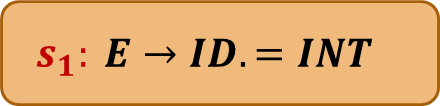 s₁: E → ID. = INT